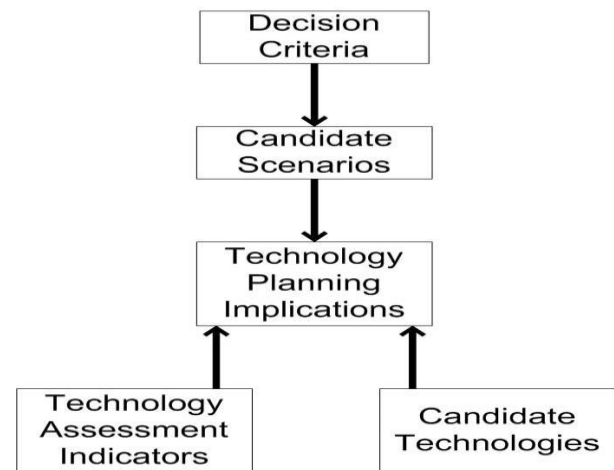 Decision
Criteria
Candidate
Scenarios
Technology
Planning
Implications
Technology
Assessment
Indicators
Candidate
Technologies